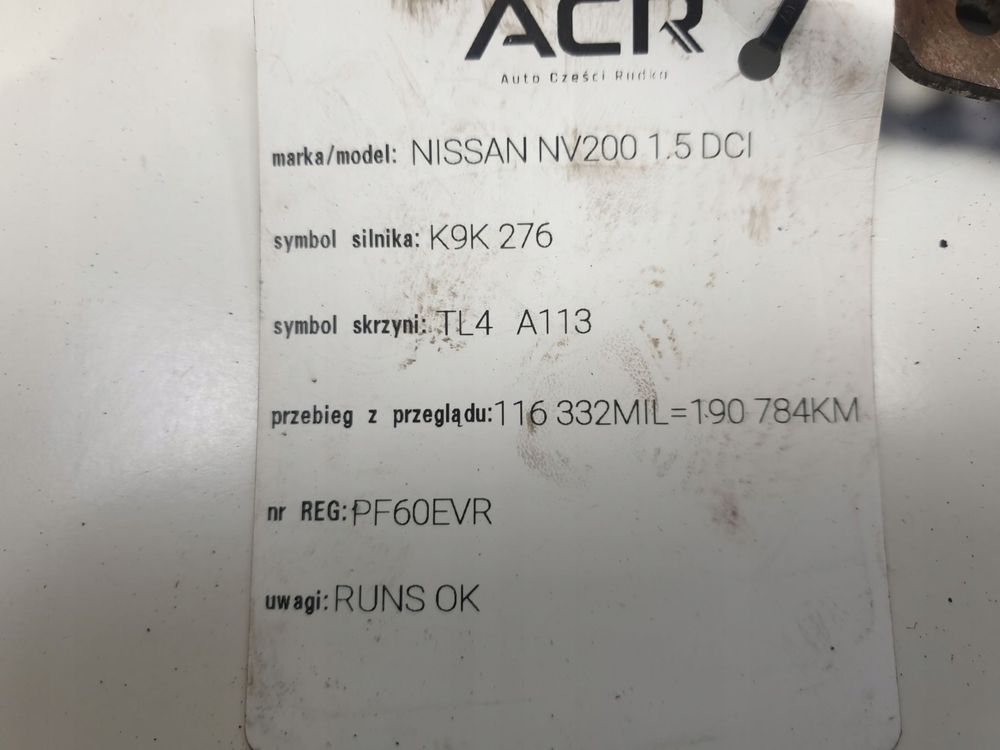 ACR
Auto Części Rudka
marka/model: NISSAN NV200 1.5 DCI
symbol silnika: K9K 276
symbol skrzyni: TL4 A113
przebieg z przeglądu: 116 332MIL=190 784KM
nr REG: PF60EVR
uwagi: RUNS OK